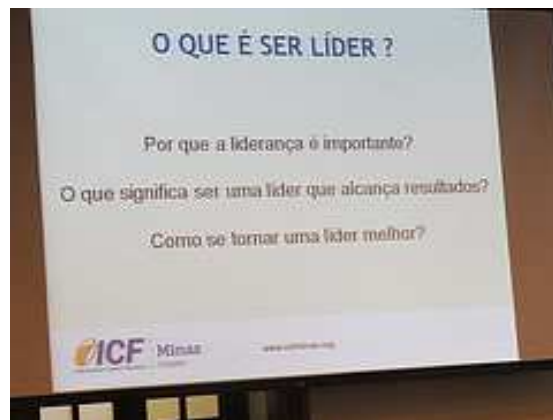 O QUE É SER LÍDER ?
Por que a liderança é importante?
O que significa ser uma líder que alcança resultados?
Como se tornar uma líder melhor?
ICF Minas